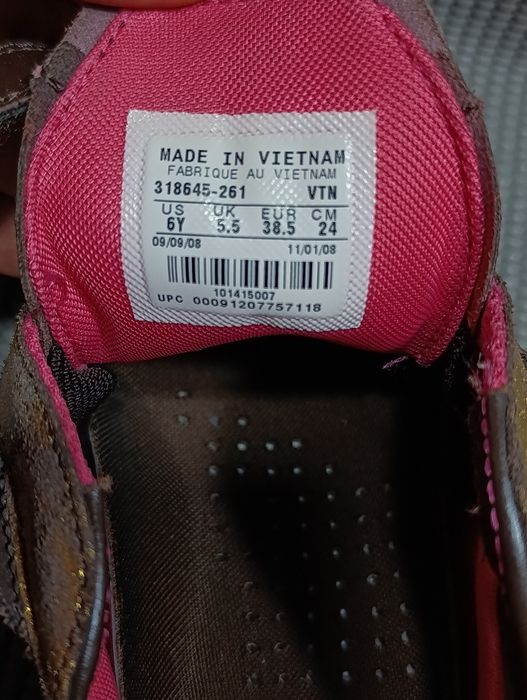 MADE IN VIETNAM
FABRIQUE AU VIETNAM
318645-261 VTN
US UK EUR CM
6Y 5.5 38.5 24
09/09/08 11/01/08
101415007
UPC 00091207757118